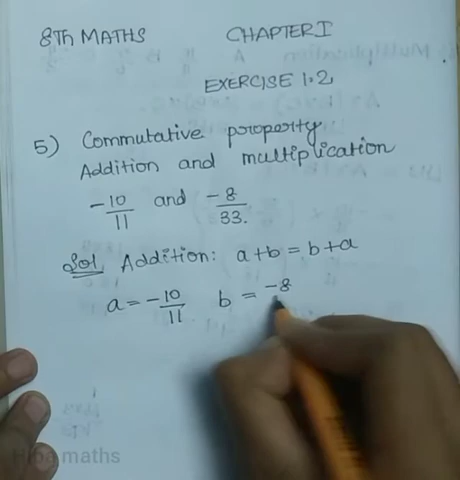 8TH MATHS CHAPTER I
EXERCISE 1.2
5) Commutative property
Addition and multiplication
-10/11 and -8/33.
Sol Addition: a+b = b+a
a = -10/11 b = -8
maths